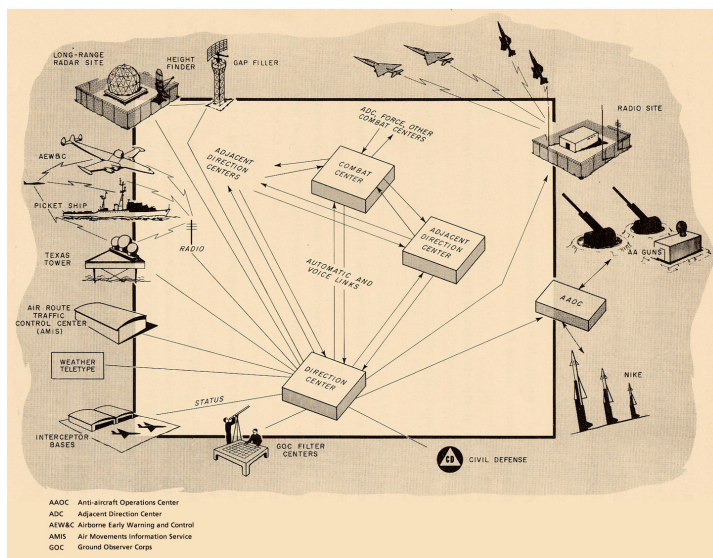 LONG-RANGE
RADAR SITE
HEIGHT
FINDER
GAP FILLER
ADC, FORCE, OTHER
COMBAT CENTERS
RADIO SITE
ADJACENT
DIRECTION
CENTERS
COMBAT
CENTER
AEW&C
PICKET SHIP
RADIO
ADJACENT
DIRECTION
CENTER
AA GUNS
TEXAS
TOWER
AUTOMATIC AND
VOICE LINKS
AIR ROUTE
TRAFFIC
CONTROL CENTER
(AMIS)
AAOC
WEATHER
TELETYPE
DIRECTION
CENTER
NIKE
STATUS
INTERCEPTOR
BASES
GOC FILTER
CENTERS
CD
CIVIL DEFENSE
AAOC Anti-aircraft Operations Center
ADC Adjacent Direction Center
AEW&C Airborne Early Warning and Control
AMIS Air Movements Information Service
GOC Ground Observer Corps